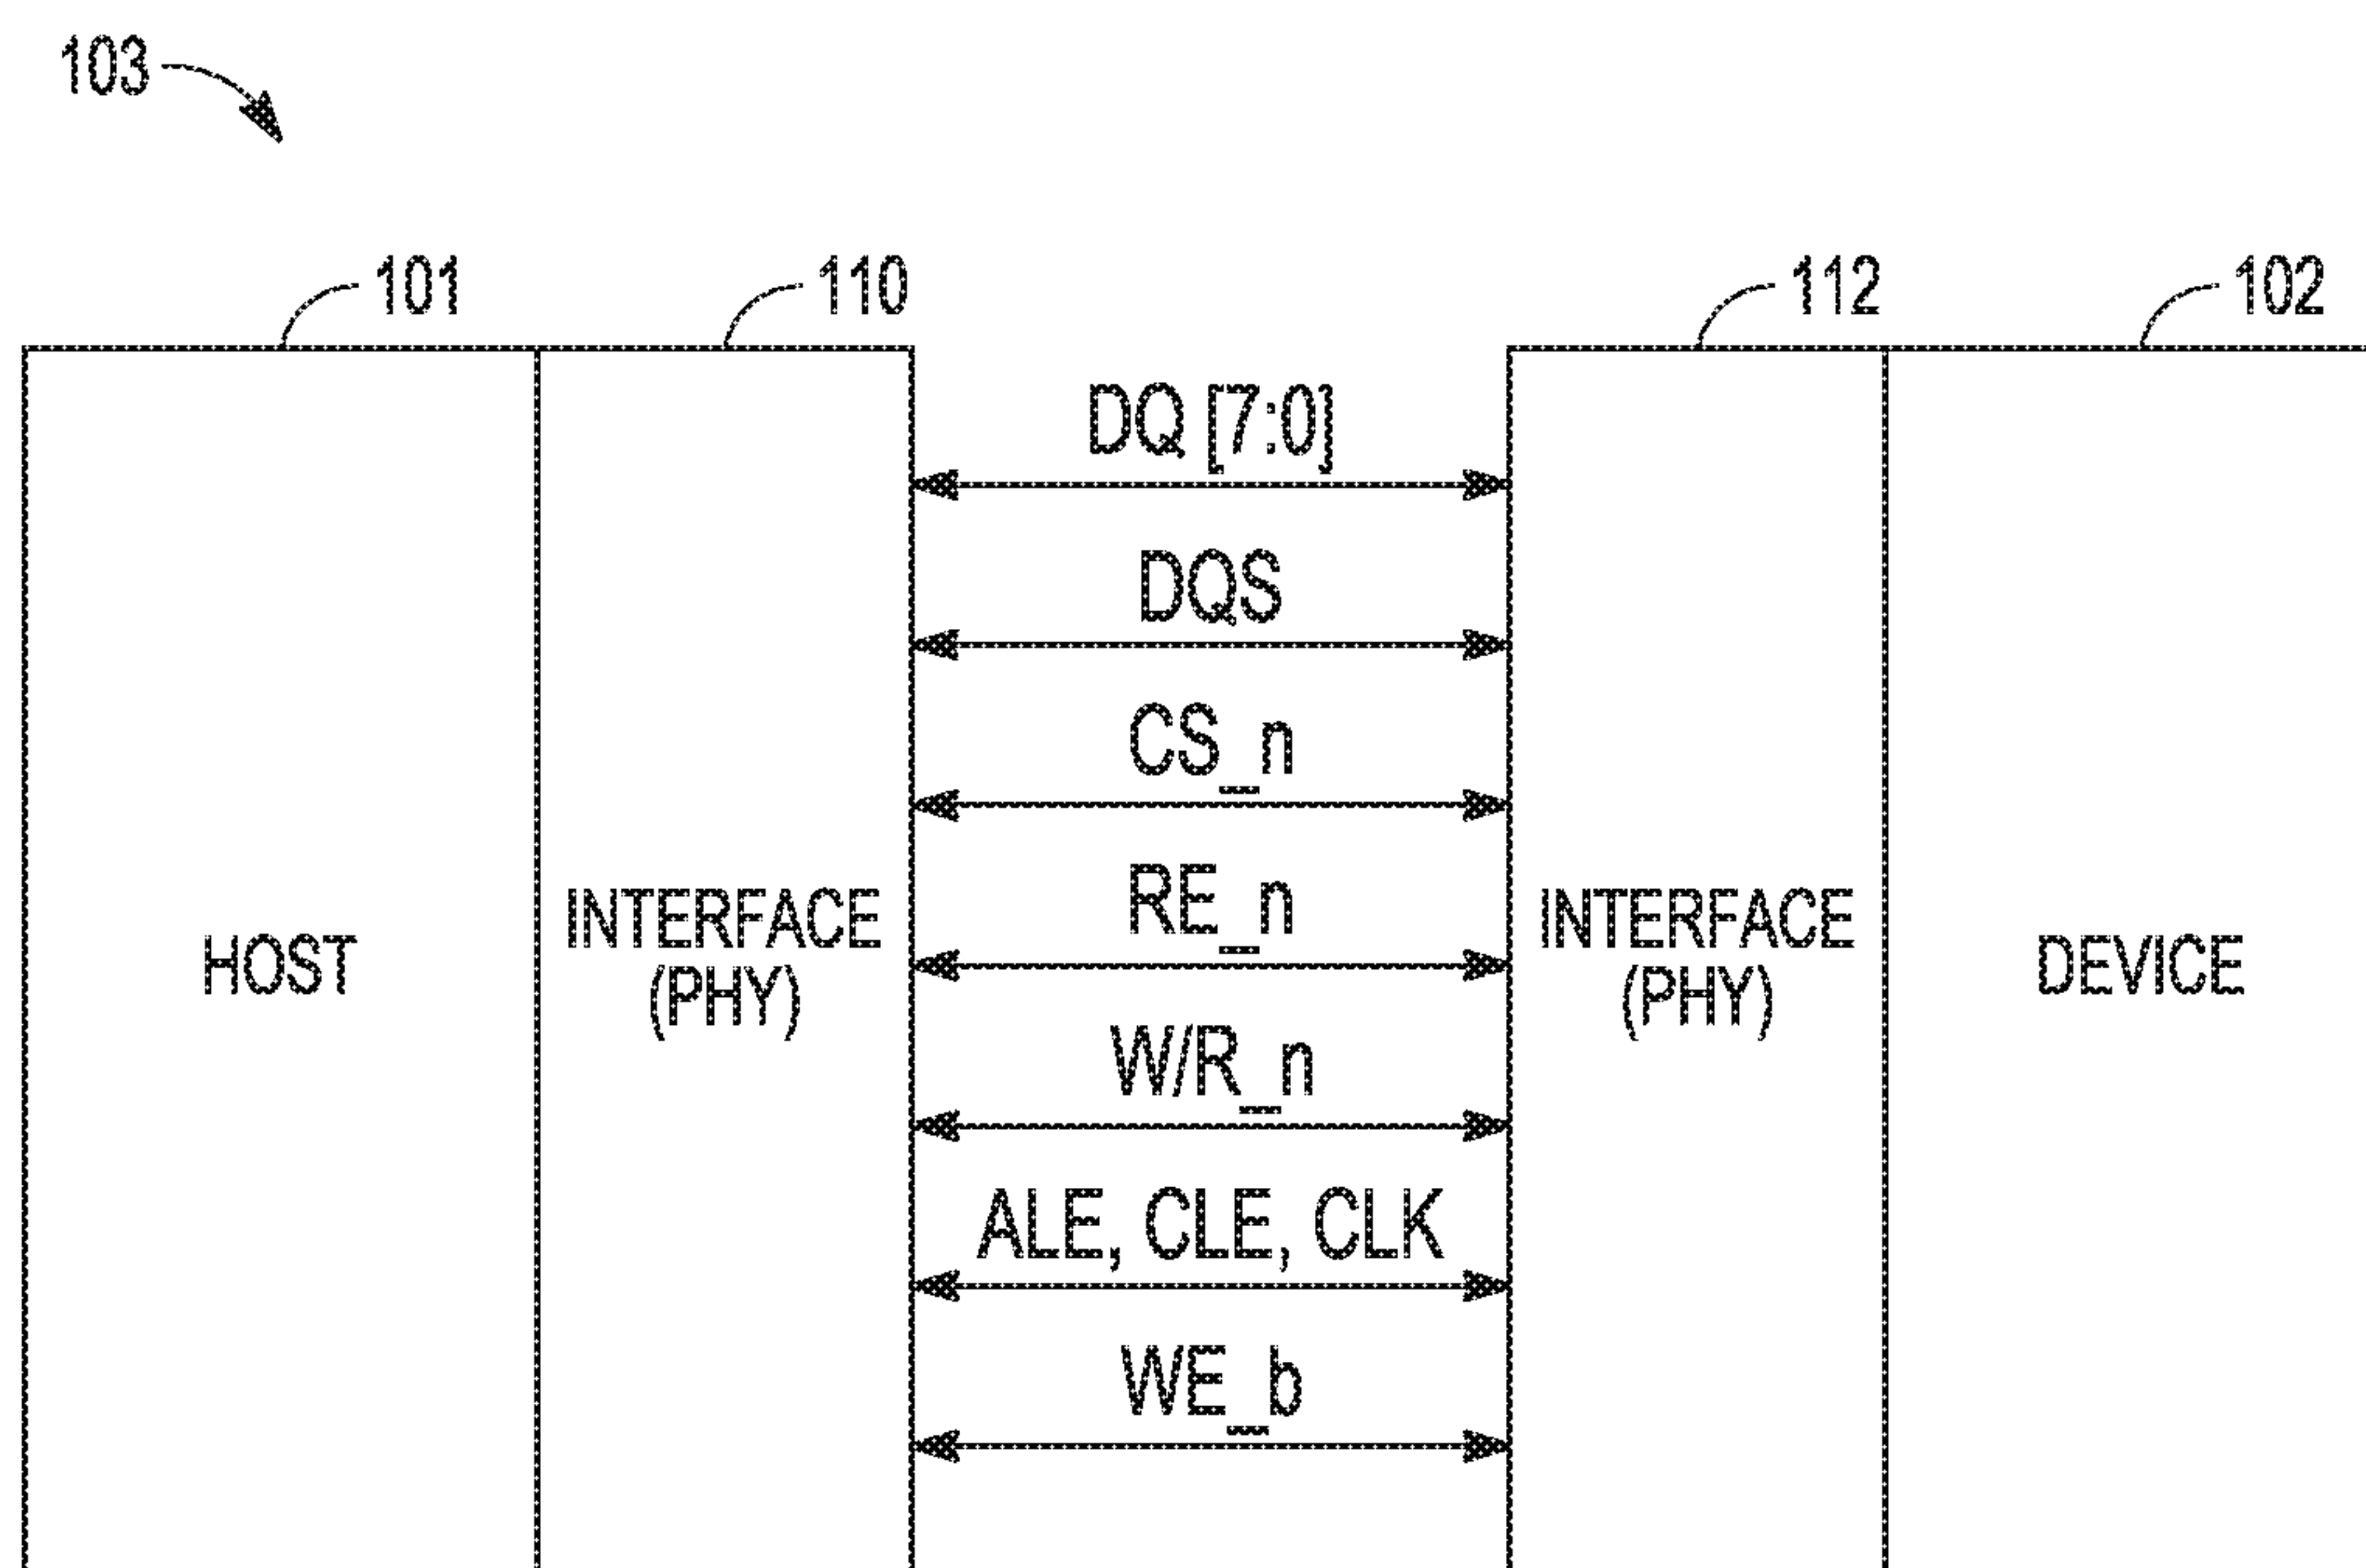 103
101
110
112
102
DQ [7:0]
DQS
CS_n
RE_n
W/R_n
ALE, CLE, CLK
WE_b
HOST
INTERFACE
(PHY)
INTERFACE
(PHY)
DEVICE